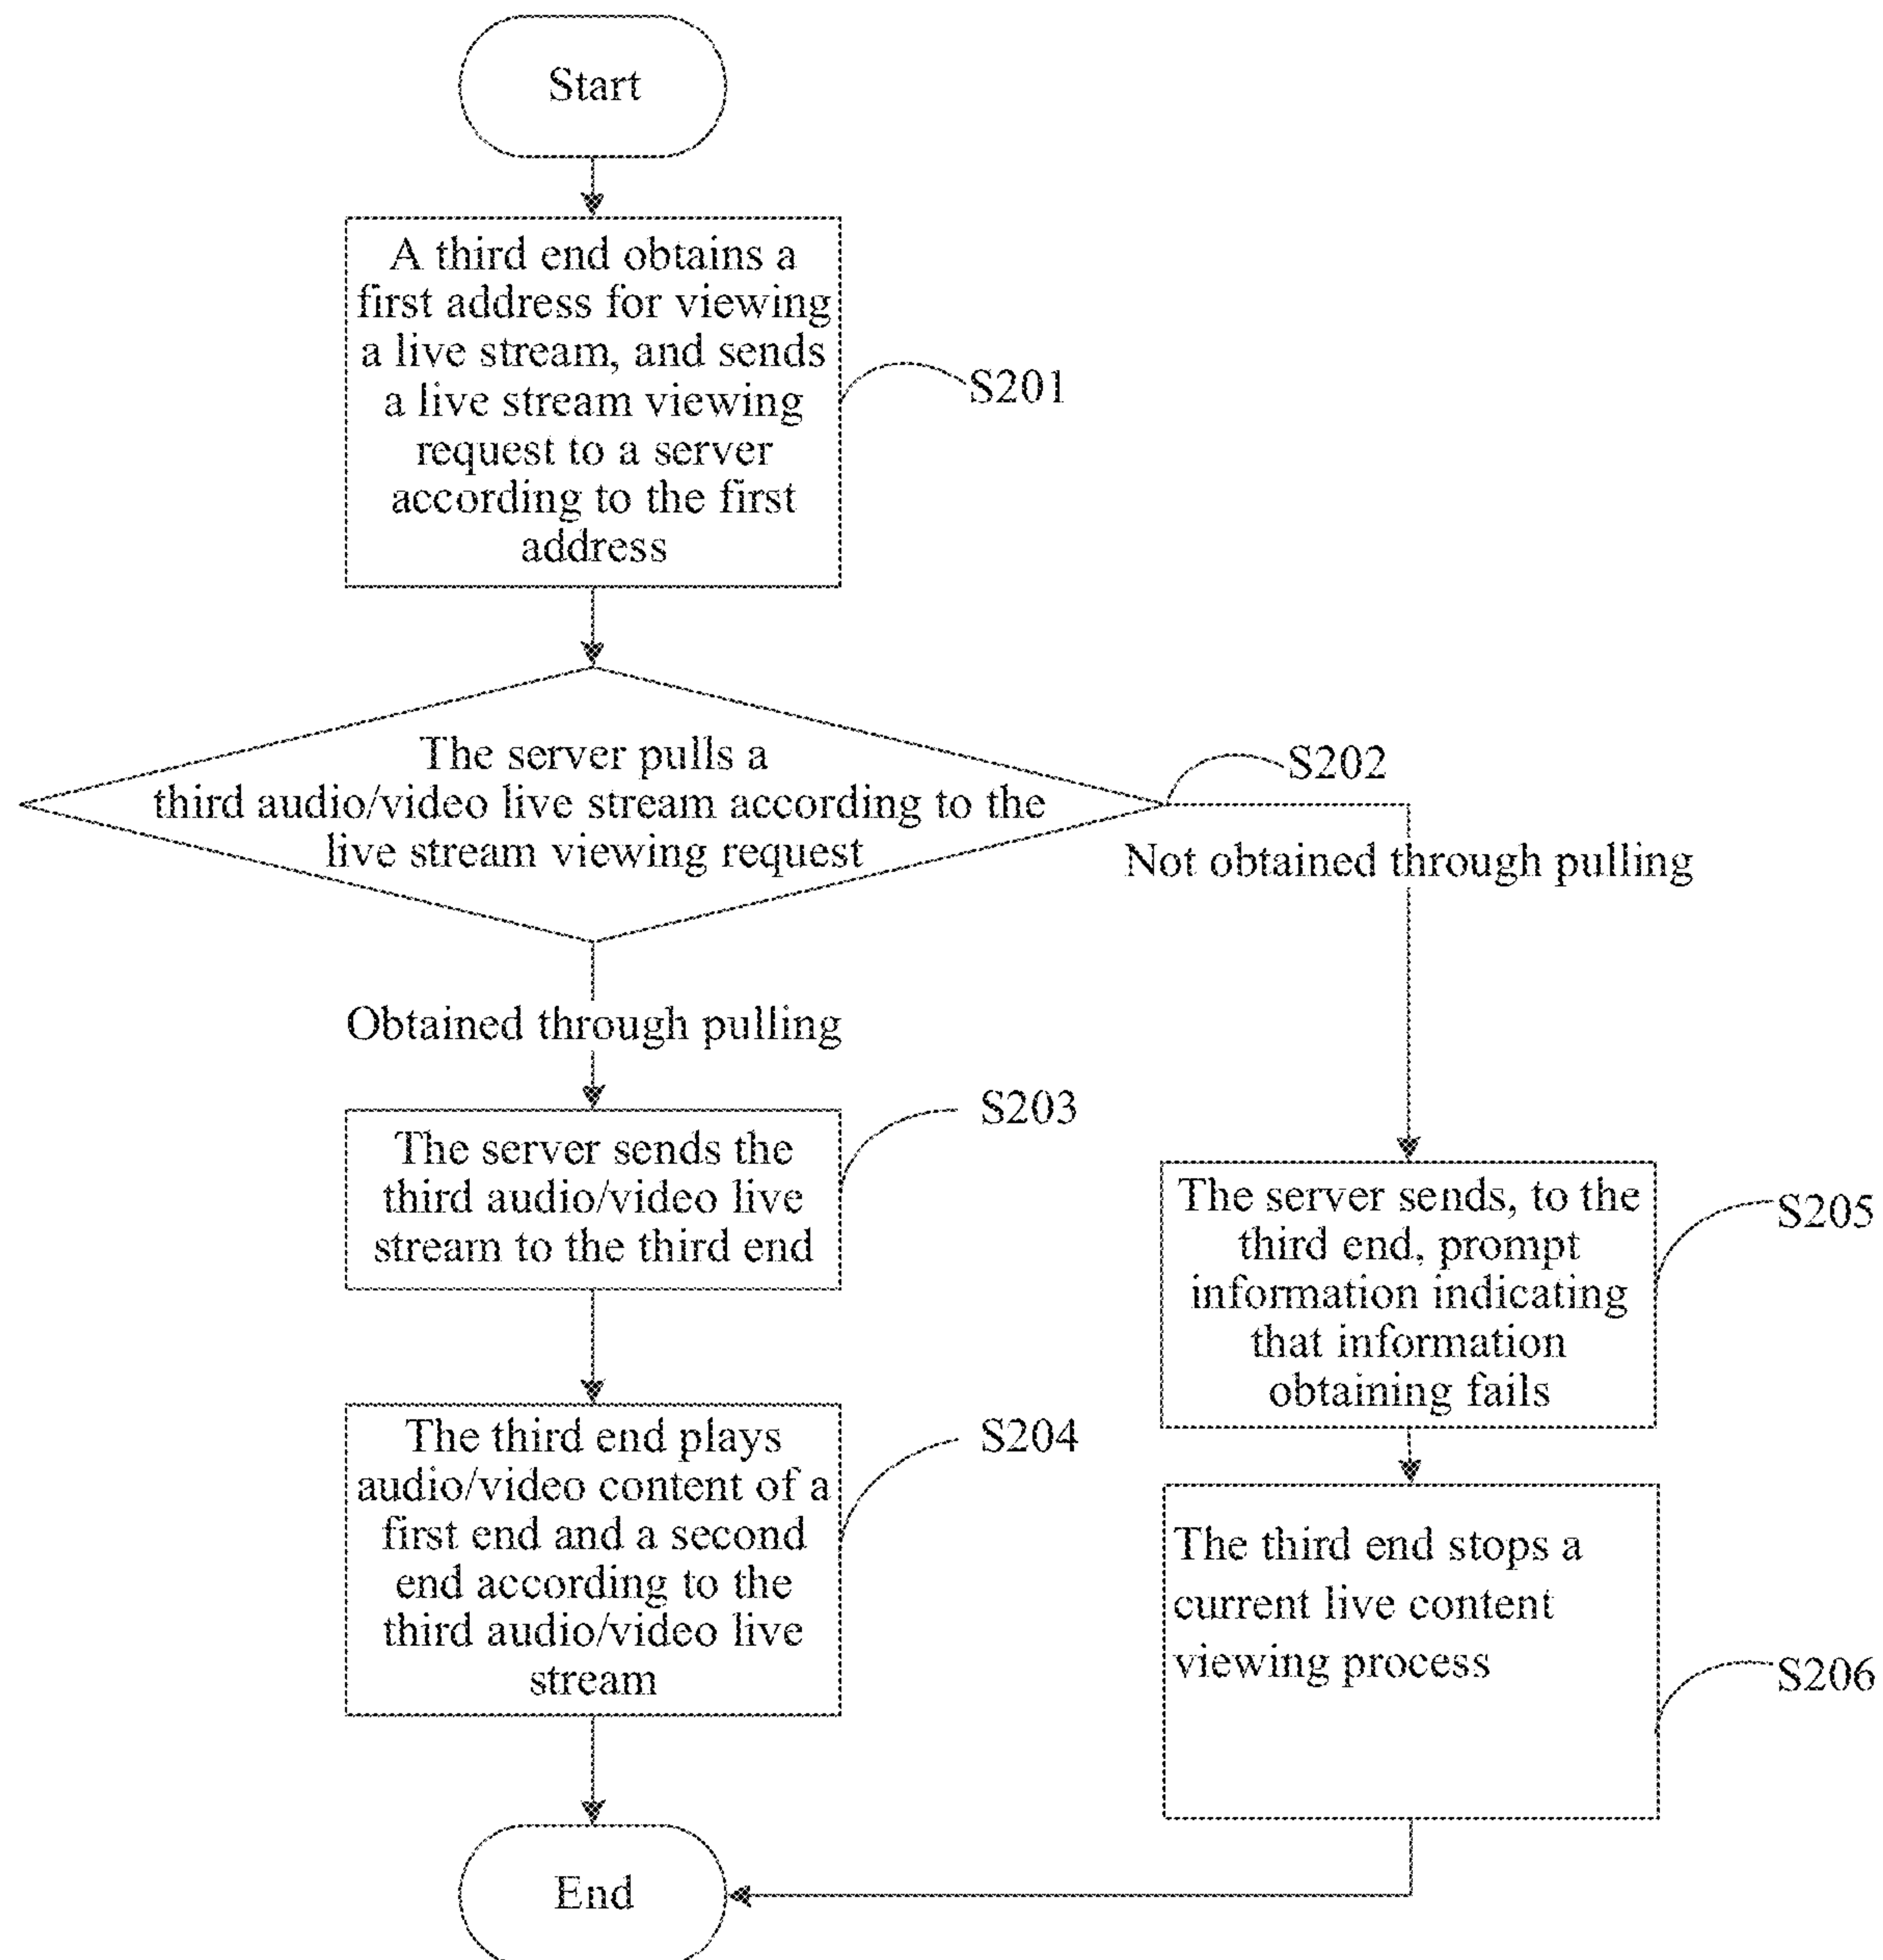 Start
A third end obtains a
first address for viewing
a live stream, and sends
a live stream viewing
request to a server
according to the first
address
S201
The server pulls a
third audio/video live stream according to the
live stream viewing request
S202
Not obtained through pulling
Obtained through pulling
The server sends the
third audio/video live
stream to the third end
S203
The server sends, to the
third end, prompt
information indicating
that information
obtaining fails
S205
The third end plays
audio/video content of a
first end and a second
end according to the
third audio/video live
stream
S204
The third end stops a
current live content
viewing process
S206
End